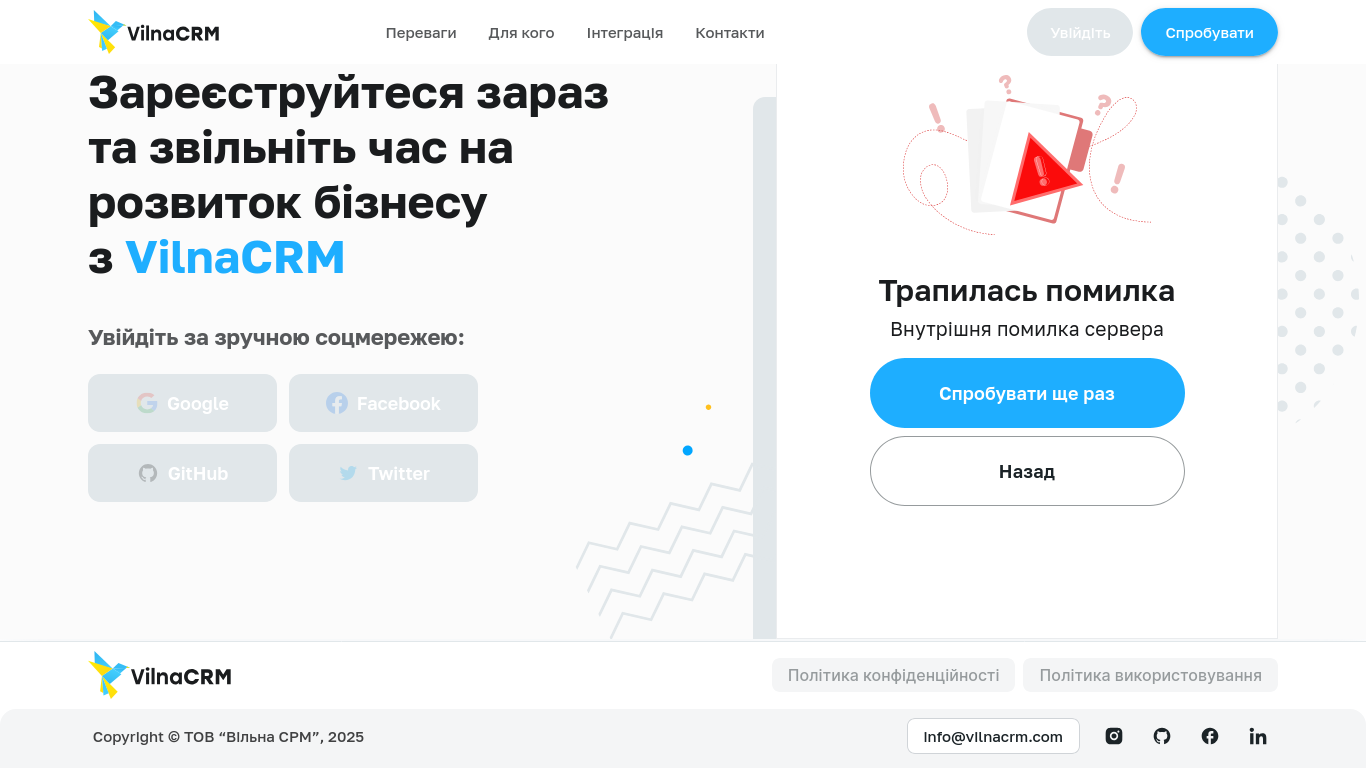 VilnaCRM
Переваги
Для кого
Інтеграція
Контакти
Увійдіть
Спробувати
Зареєструйтеся зараз
та звільніть час на
розвиток бізнесу
з VilnaCRM
Увійдіть за зручною соцмережею:
Google
Facebook
GitHub
Twitter
Трапилась помилка
Внутрішня помилка сервера
Спробувати ще раз
Назад
VilnaCRM
Політика конфіденційності
Політика використовування
Copyright © ТОВ “Вільна СРМ”, 2025
info@vilnacrm.com